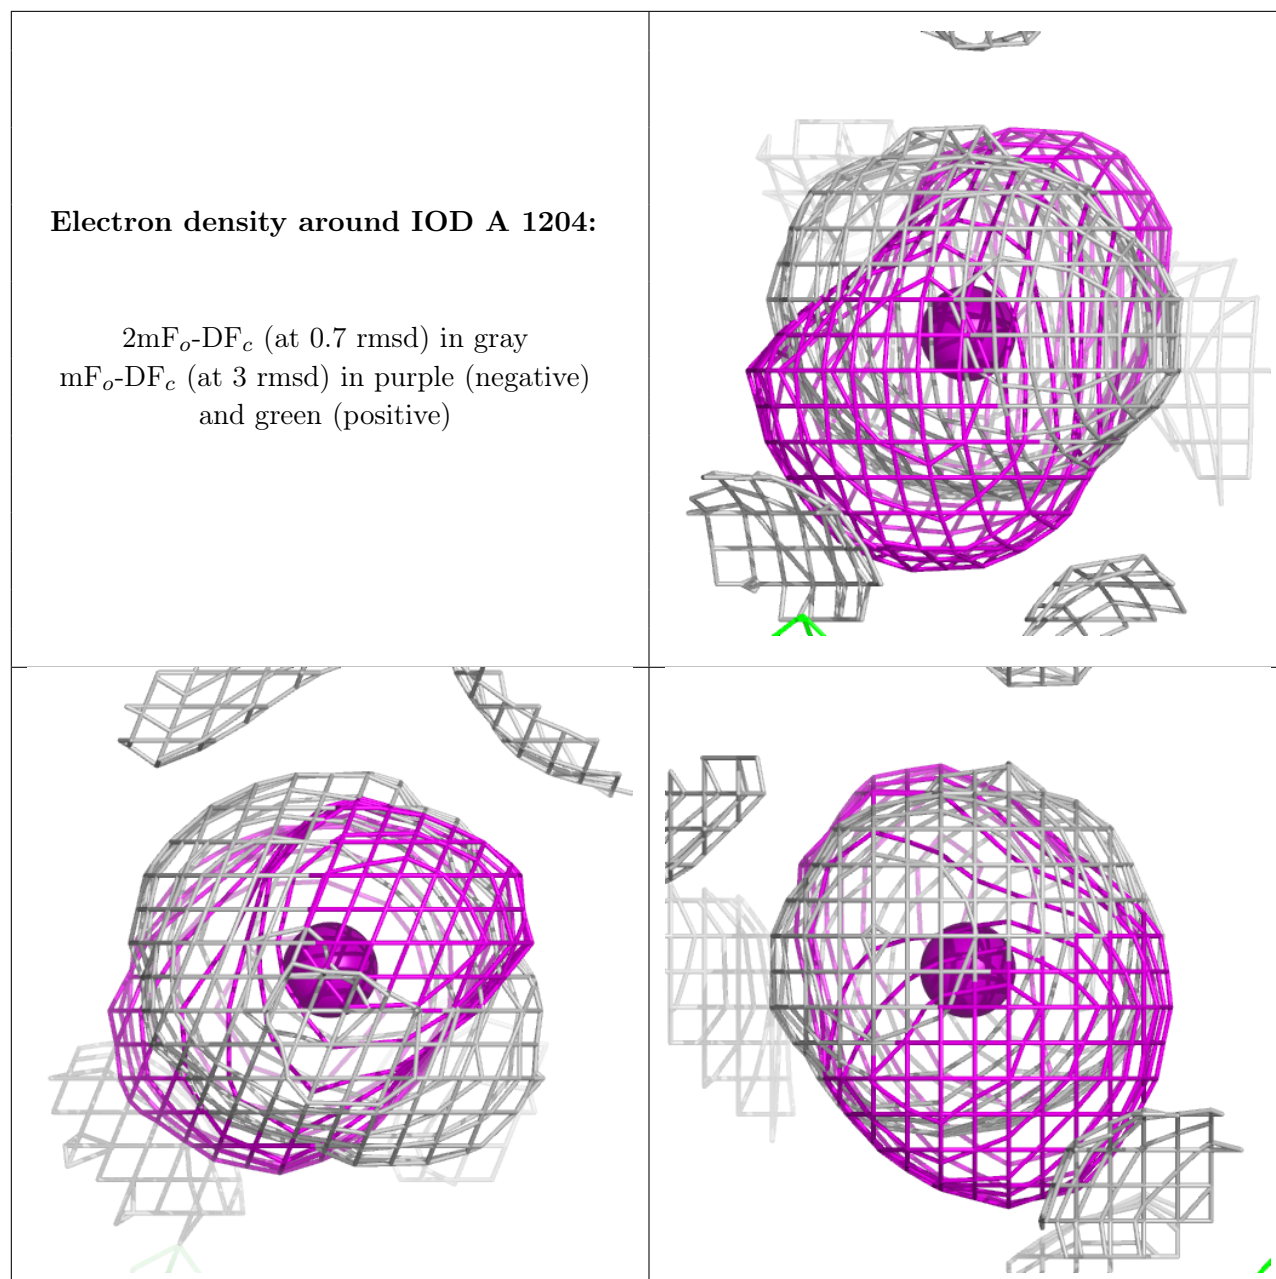 Electron density around IOD A 1204:
2mFo-DFc (at 0.7 rmsd) in gray
mFo-DFc (at 3 rmsd) in purple (negative)
and green (positive)